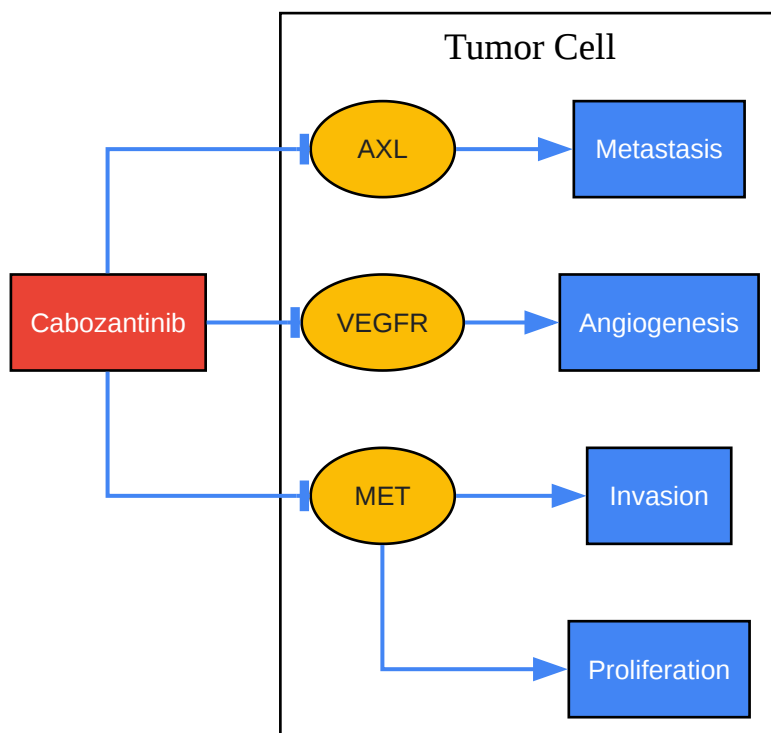 Tumor Cell
AXL
Metastasis
Cabozantinib
VEGFR
Angiogenesis
MET
Invasion
Proliferation